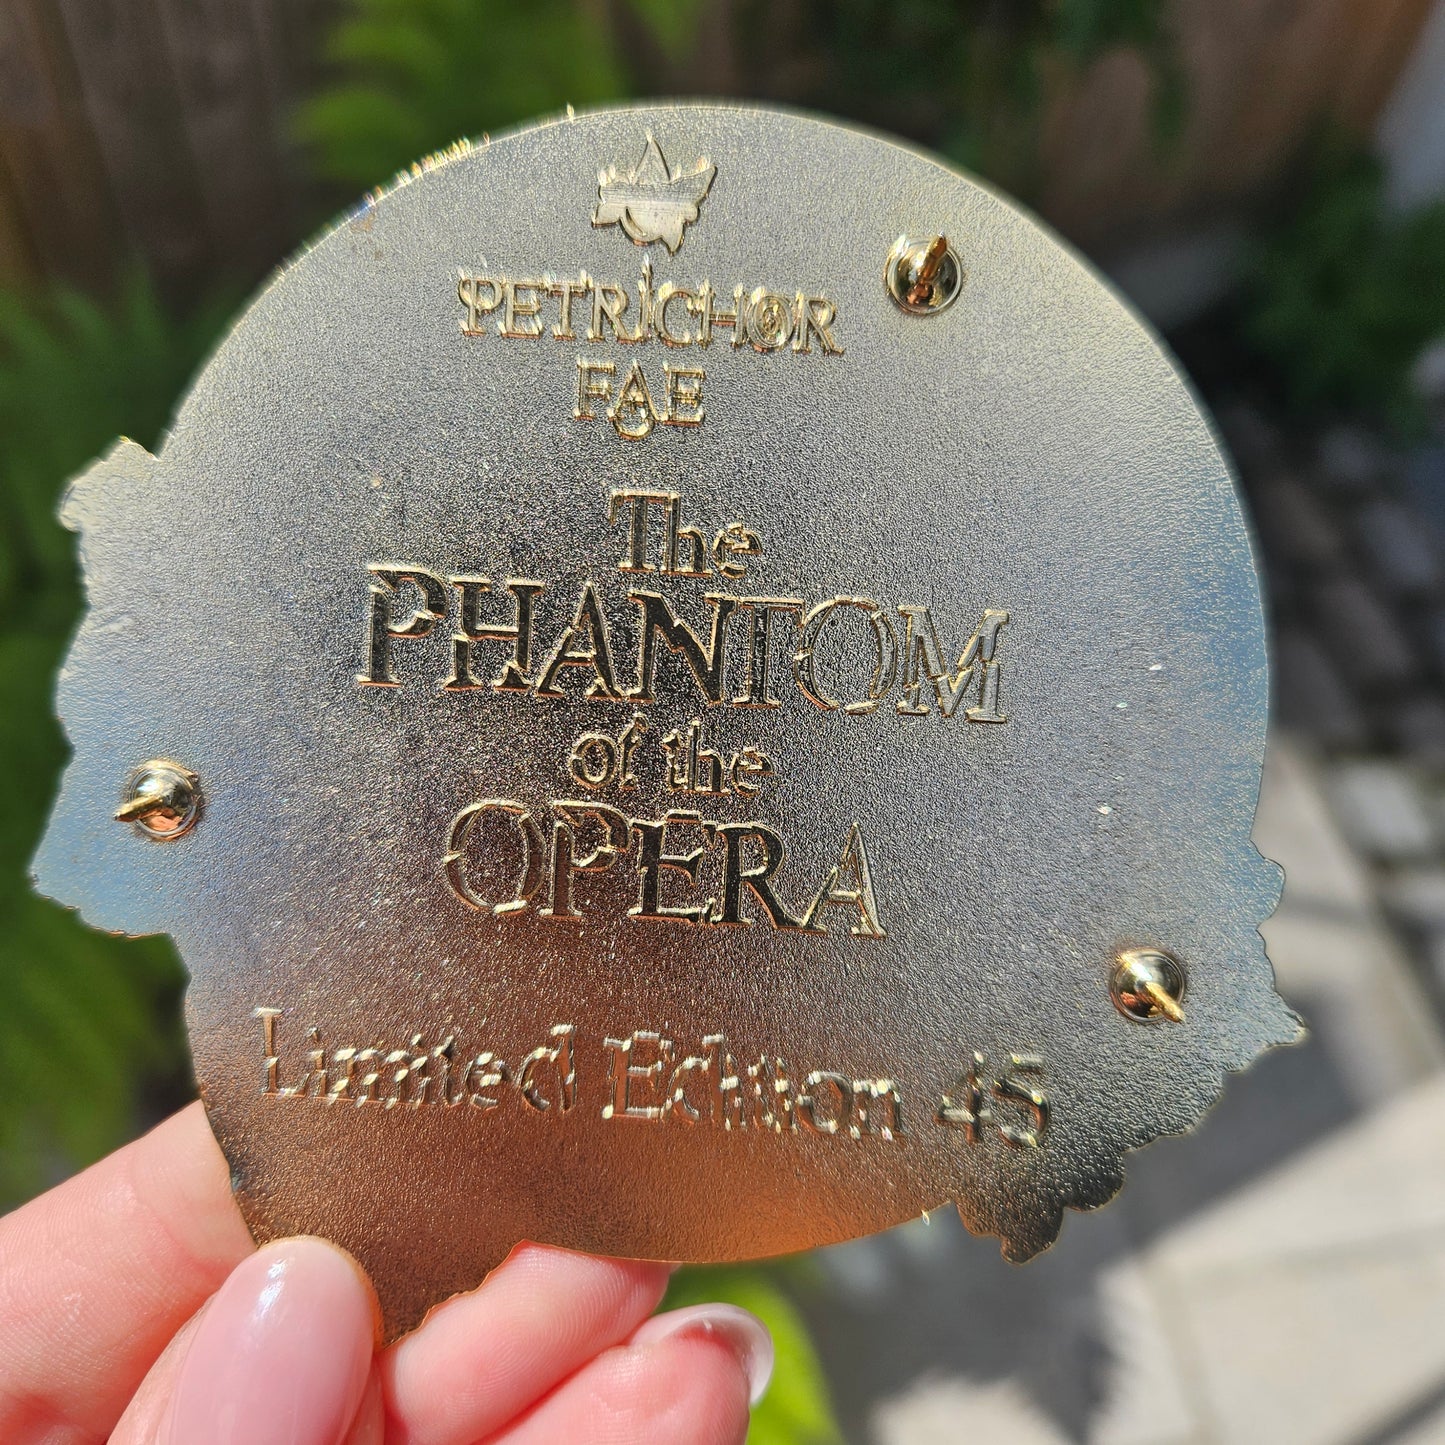 PETRICHOR
FAE
The
PHANTOM
of the
OPERA
Limited Edition 45